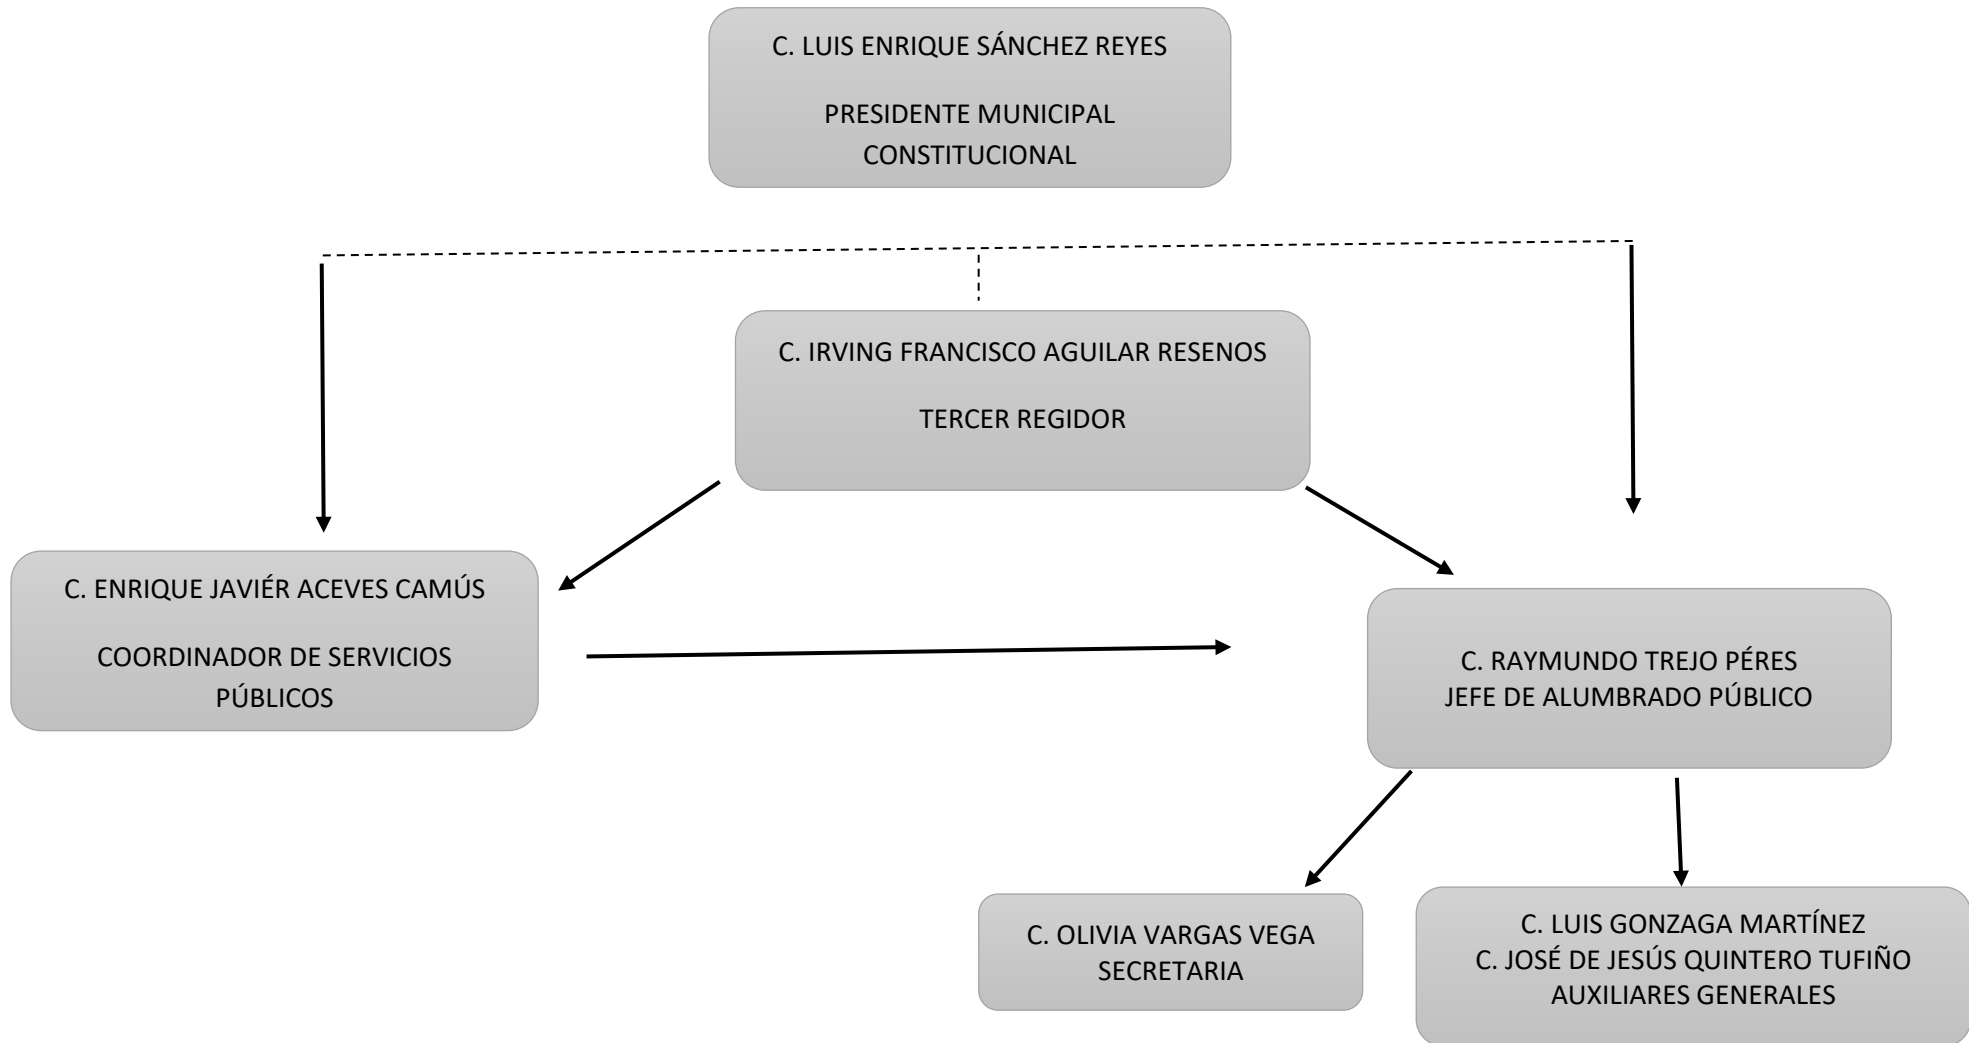 C. LUIS ENRIQUE SÁNCHEZ REYES
PRESIDENTE MUNICIPAL
CONSTITUCIONAL
C. IRVING FRANCISCO AGUILAR RESENOS
TERCER REGIDOR
C. ENRIQUE JAVIÉR ACEVES CAMÚS
COORDINADOR DE SERVICIOS
PÚBLICOS
C. RAYMUNDO TREJO PÉRES
JEFE DE ALUMBRADO PÚBLICO
C. OLIVIA VARGAS VEGA
SECRETARIA
C. LUIS GONZAGA MARTÍNEZ
C. JOSÉ DE JESÚS QUINTERO TUFIÑO
AUXILIARES GENERALES